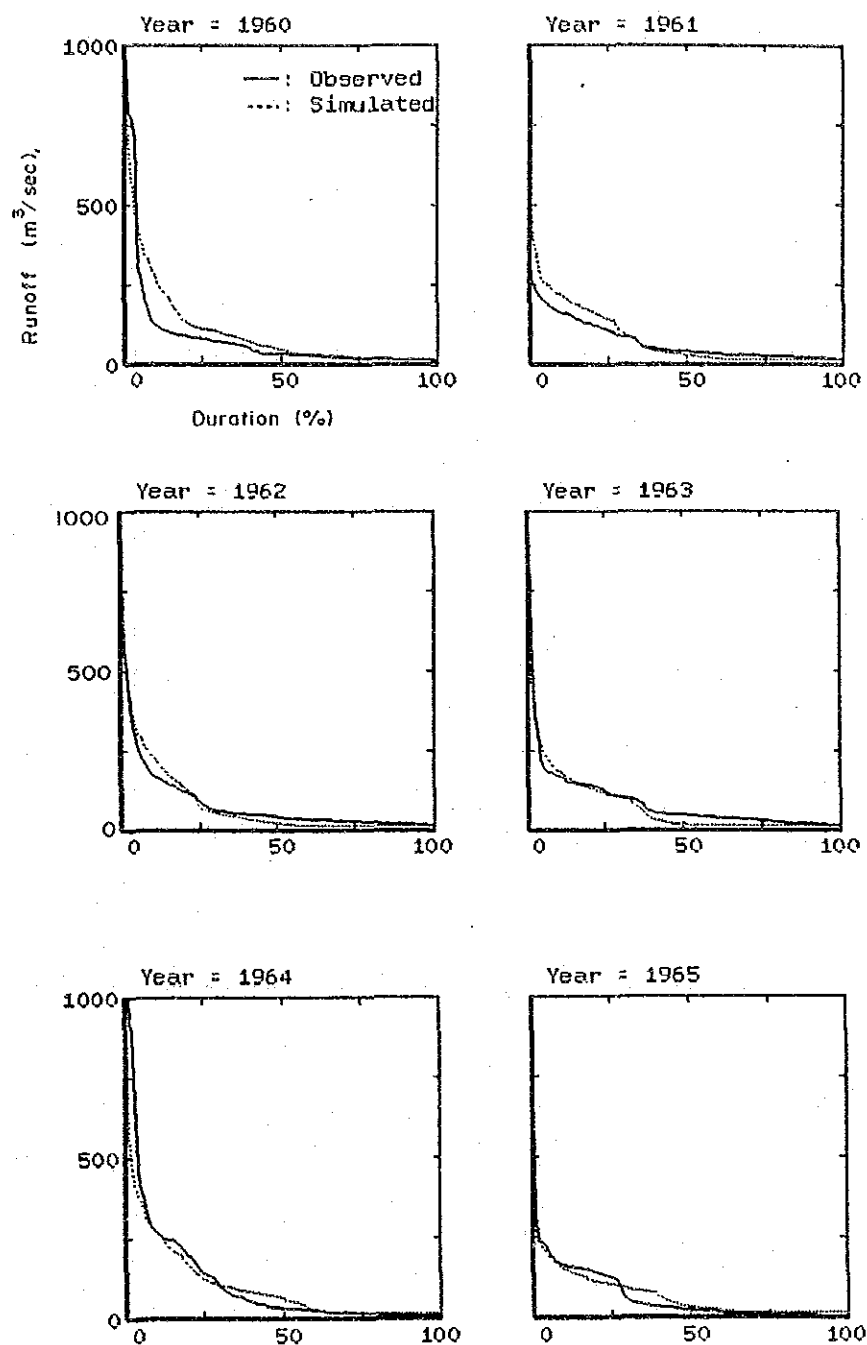 Year = 1960
Year = 1961
1000
—: Observed
·····: Simulated
Runoff (m³/sec)
500
0
0 50 100
0 50 100
Duration (%)
Year = 1962
Year = 1963
1000
500
0
0 50 100
0 50 100
Year = 1964
Year = 1965
1000
500
0
0 50 100
0 50 100